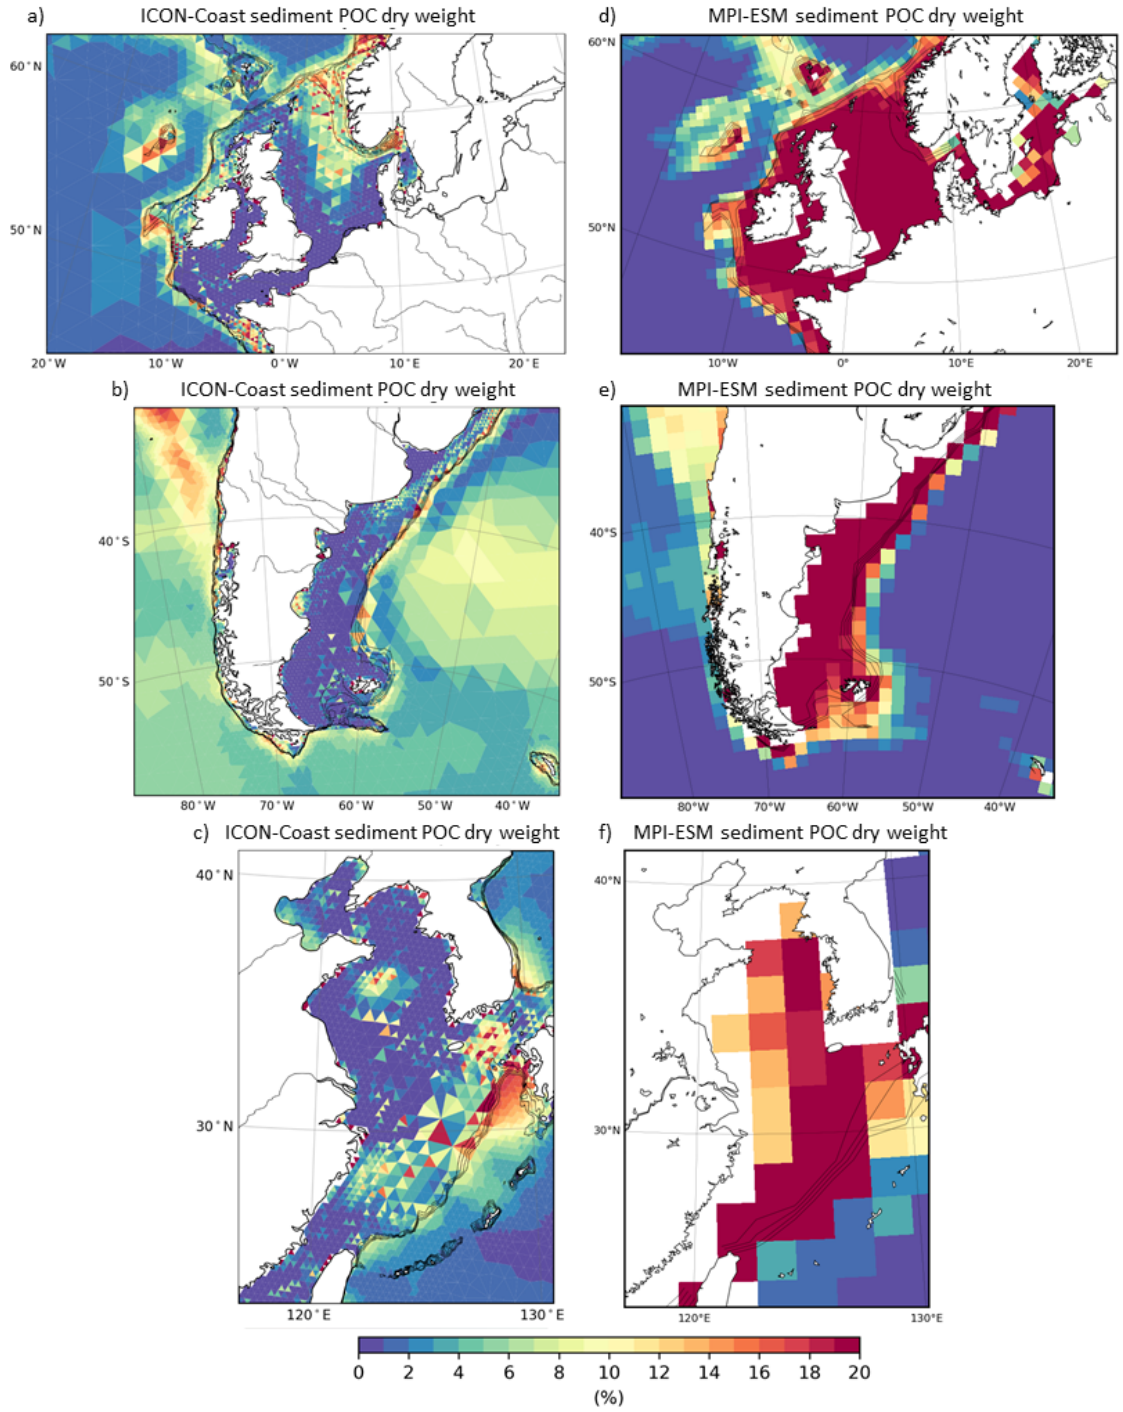 a) ICON-Coast sediment POC dry weight
d) MPI-ESM sediment POC dry weight
60°N
50°N
20°W 10°W 0°W 10°E 20°E
60°N
50°N
10°W 0° 10°E 20°E
b) ICON-Coast sediment POC dry weight
e) MPI-ESM sediment POC dry weight
40°S
50°S
80°W 70°W 60°W 50°W 40°W
40°S
50°S
80°W 70°W 60°W 50°W 40°W
c) ICON-Coast sediment POC dry weight
f) MPI-ESM sediment POC dry weight
40°N
30°N
120°E 130°E
40°N
30°N
120°E 130°E
0 2 4 6 8 10 12 14 16 18 20
(%)